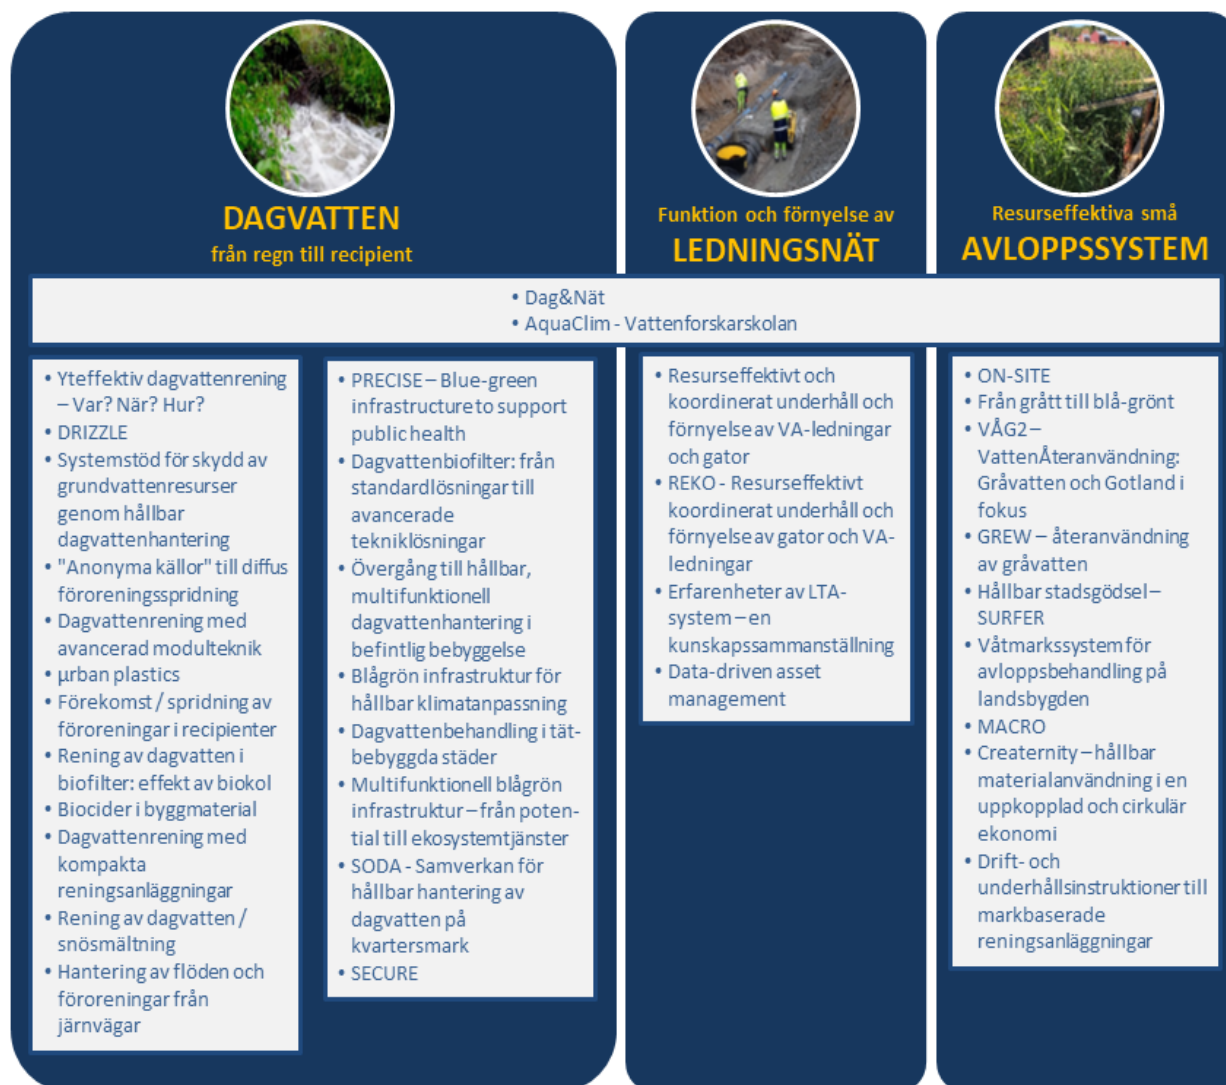 DAGVATTEN
från regn till recipient
Funktion och förnyelse av
LEDNINGSNÄT
Resurseffektiva små
AVLOPPSSYSTEM
• Dag&Nät
• AquaClim - Vattenforskarskolan
• Yteffektiv dagvattenrening
– Var? När? Hur?
• DRIZZLE
• Systemstöd för skydd av
grundvattenresurser
genom hållbar
dagvattenhantering
• "Anonyma källor" till diffus
föroreningsspridning
• Dagvattenrening med
avancerad modulteknik
• µrban plastics
• Förekomst / spridning av
föroreningar i recipienter
• Rening av dagvatten i
biofilter: effekt av biokol
• Biocider i byggmaterial
• Dagvattenrening med
kompakta
reningsanläggningar
• Rening av dagvatten /
snösmältning
• Hantering av flöden och
föroreningar från
järnvägar
• PRECISE – Blue-green
infrastructure to support
public health
• Dagvattenbiofilter: från
standardlösningar till
avancerade
tekniklösningar
• Övergång till hållbar,
multifunktionell
dagvattenhantering i
befintlig bebyggelse
• Blågrön infrastruktur för
hållbar klimatanpassning
• Dagvattenbehandling i tät-
bebyggda städer
• Multifunktionell blågrön
infrastruktur – från poten-
tial till ekosystemtjänster
• SODA - Samverkan för
hållbar hantering av
dagvatten på
kvartersmark
• SECURE
• Resurseffektivt och
koordinerat underhåll och
förnyelse av VA-ledningar
och gator
• REKO - Resurseffektivt
koordinerat underhåll och
förnyelse av gator och VA-
ledningar
• Erfarenheter av LTA-
system – en
kunskapssammanställning
• Data-driven asset
management
• ON-SITE
• Från grått till blå-grönt
• VÅG2 –
VattenÅteranvändning:
Gråvatten och Gotland i
fokus
• GREW – återanvändning
av gråvatten
• Hållbar stadsgödsel –
SURFER
• Våtmarkssystem för
avloppsbehandling på
landsbygden
• MACRO
• Creaternity – hållbar
materialanvändning i en
uppkopplad och cirkulär
ekonomi
• Drift- och
underhållsinstruktioner till
markbaserade
reningsanläggningar